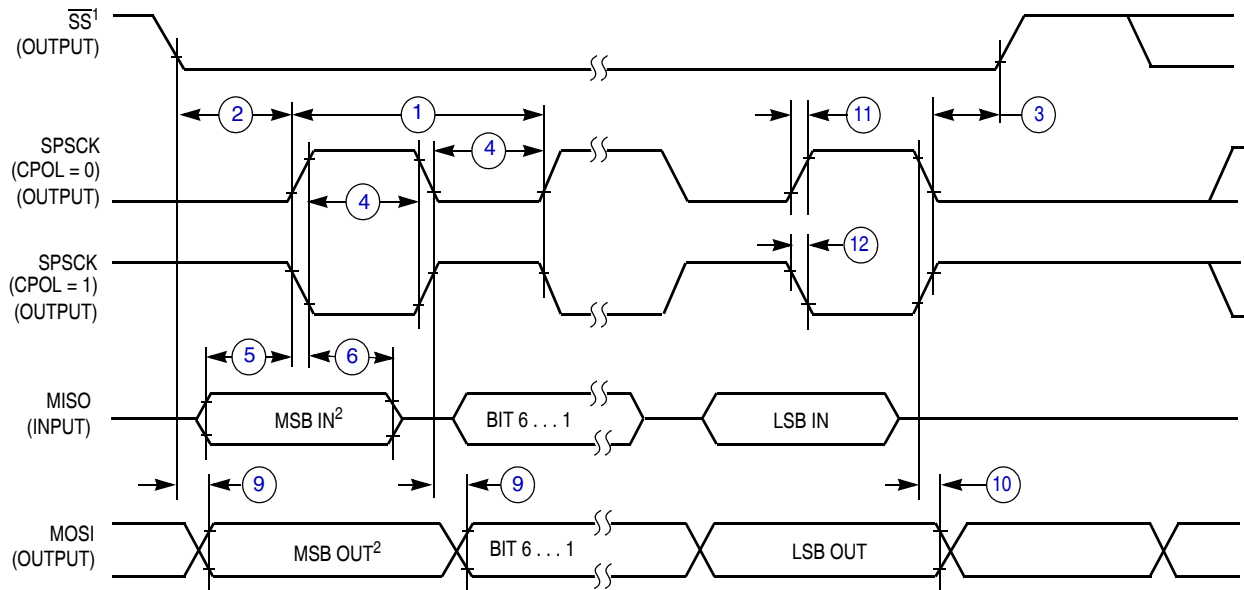 SS¹
(OUTPUT)
2
1
11
3
SPSCK
(CPOL = 0)
(OUTPUT)
4
4
12
SPSCK
(CPOL = 1)
(OUTPUT)
5
6
MISO
(INPUT)
MSB IN²
BIT 6 . . . 1
LSB IN
9
9
10
MOSI
(OUTPUT)
MSB OUT²
BIT 6 . . . 1
LSB OUT